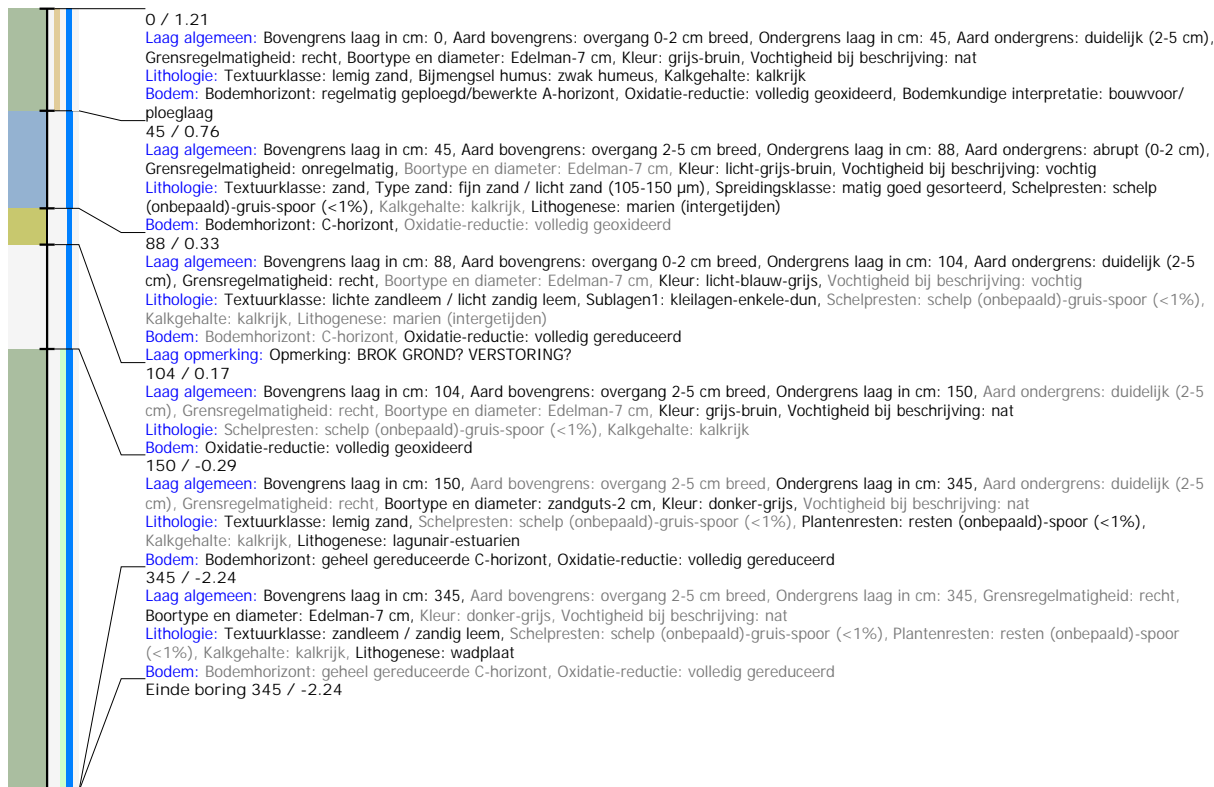 0 / 1.21
Laag algemeen: Bovengrens laag in cm: 0, Aard bovengrens: overgang 0-2 cm breed, Ondergrens laag in cm: 45, Aard ondergrens: duidelijk (2-5 cm),
Grensregelmatigheid: recht, Boortype en diameter: Edelman-7 cm, Kleur: grijs-bruin, Vochtigheid bij beschrijving: nat
Lithologie: Textuurklasse: lemig zand, Bijmengsel humus: zwak humeus, Kalkgehalte: kalkrijk
Bodem: Bodemhorizont: regelmatig geploegd/bewerkte A-horizont, Oxidatie-reductie: volledig geoxideerd, Bodemkundige interpretatie: bouwvoor/
ploeglaag
45 / 0.76
Laag algemeen: Bovengrens laag in cm: 45, Aard bovengrens: overgang 2-5 cm breed, Ondergrens laag in cm: 88, Aard ondergrens: abrupt (0-2 cm),
Grensregelmatigheid: onregelmatig, Boortype en diameter: Edelman-7 cm, Kleur: licht-grijs-bruin, Vochtigheid bij beschrijving: vochtig
Lithologie: Textuurklasse: zand, Type zand: fijn zand / licht zand (105-150 µm), Spreidingsklasse: matig goed gesorteerd, Schelpresten: schelp
(onbepaald)-gruis-spoor (<1%), Kalkgehalte: kalkrijk, Lithogenese: marien (intergetijden)
Bodem: Bodemhorizont: C-horizont, Oxidatie-reductie: volledig geoxideerd
88 / 0.33
Laag algemeen: Bovengrens laag in cm: 88, Aard bovengrens: overgang 0-2 cm breed, Ondergrens laag in cm: 104, Aard ondergrens: duidelijk (2-5
cm), Grensregelmatigheid: recht, Boortype en diameter: Edelman-7 cm, Kleur: licht-blauw-grijs, Vochtigheid bij beschrijving: vochtig
Lithologie: Textuurklasse: lichte zandleem / licht zandig leem, Sublagen1: kleilagen-enkele-dun, Schelpresten: schelp (onbepaald)-gruis-spoor (<1%),
Kalkgehalte: kalkrijk, Lithogenese: marien (intergetijden)
Bodem: Bodemhorizont: C-horizont, Oxidatie-reductie: volledig gereduceerd
Laag opmerking: Opmerking: BROK GROND? VERSTORING?
104 / 0.17
Laag algemeen: Bovengrens laag in cm: 104, Aard bovengrens: overgang 2-5 cm breed, Ondergrens laag in cm: 150, Aard ondergrens: duidelijk (2-5
cm), Grensregelmatigheid: recht, Boortype en diameter: Edelman-7 cm, Kleur: grijs-bruin, Vochtigheid bij beschrijving: nat
Lithologie: Schelpresten: schelp (onbepaald)-gruis-spoor (<1%), Kalkgehalte: kalkrijk
Bodem: Oxidatie-reductie: volledig geoxideerd
150 / -0.29
Laag algemeen: Bovengrens laag in cm: 150, Aard bovengrens: overgang 2-5 cm breed, Ondergrens laag in cm: 345, Aard ondergrens: duidelijk (2-5
cm), Grensregelmatigheid: recht, Boortype en diameter: zandguts-2 cm, Kleur: donker-grijs, Vochtigheid bij beschrijving: nat
Lithologie: Textuurklasse: lemig zand, Schelpresten: schelp (onbepaald)-gruis-spoor (<1%), Plantenresten: resten (onbepaald)-spoor (<1%),
Kalkgehalte: kalkrijk, Lithogenese: lagunair-estuarien
Bodem: Bodemhorizont: geheel gereduceerde C-horizont, Oxidatie-reductie: volledig gereduceerd
345 / -2.24
Laag algemeen: Bovengrens laag in cm: 345, Aard bovengrens: overgang 2-5 cm breed, Ondergrens laag in cm: 345, Grensregelmatigheid: recht,
Boortype en diameter: Edelman-7 cm, Kleur: donker-grijs, Vochtigheid bij beschrijving: nat
Lithologie: Textuurklasse: zandleem / zandig leem, Schelpresten: schelp (onbepaald)-gruis-spoor (<1%), Plantenresten: resten (onbepaald)-spoor
(<1%), Kalkgehalte: kalkrijk, Lithogenese: wadplaat
Bodem: Bodemhorizont: geheel gereduceerde C-horizont, Oxidatie-reductie: volledig gereduceerd
Einde boring 345 / -2.24